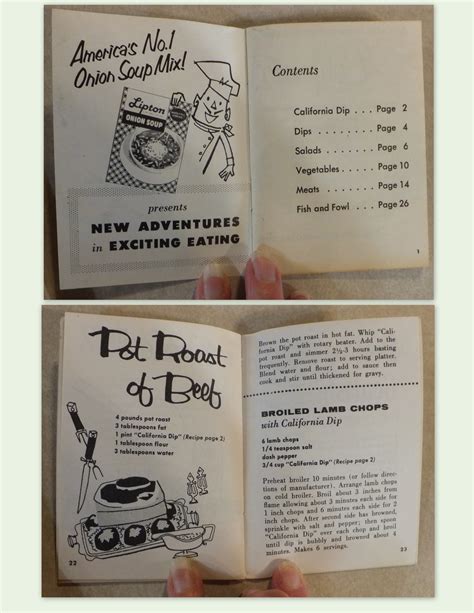 America's No.1
Onion Soup Mix!
Lipton
ONION SOUP
presents
NEW ADVENTURES
in EXCITING EATING
Contents
California Dip . . . Page 2
Dips . . . . . . . . Page 4
Salads . . . . . . . Page 6
Vegetables . . . . . Page 10
Meats . . . . . . . Page 14
Fish and Fowl . . . Page 26
1
Pot Roast
of Beef
4 pounds pot roast
3 tablespoons fat
1 pint "California Dip" (Recipe page 2)
1 tablespoon flour
3 tablespoons water
22
Brown the pot roast in hot fat. Whip "Cali-
fornia Dip" with rotary beater. Add to the
pot roast and simmer 2½-3 hours basting
frequently. Remove roast to serving platter.
Blend water and flour; add to sauce then
cook and stir until thickened for gravy.
BROILED LAMB CHOPS
with California Dip
6 lamb chops
1/4 teaspoon salt
dash pepper
3/4 cup "California Dip" (Recipe page 2)
Preheat broiler 10 minutes (or follow direc-
tions of manufacturer). Arrange lamb chops
on cold broiler. Broil about 3 inches from
flame allowing about 3 minutes each side for
1 inch chops and 6 minutes each side for 2
inch chops. After second side has browned,
sprinkle with salt and pepper; then spoon
"California Dip" over each chop and broil
until dip is bubbly and browned about 4
minutes. Makes 6 servings.
23